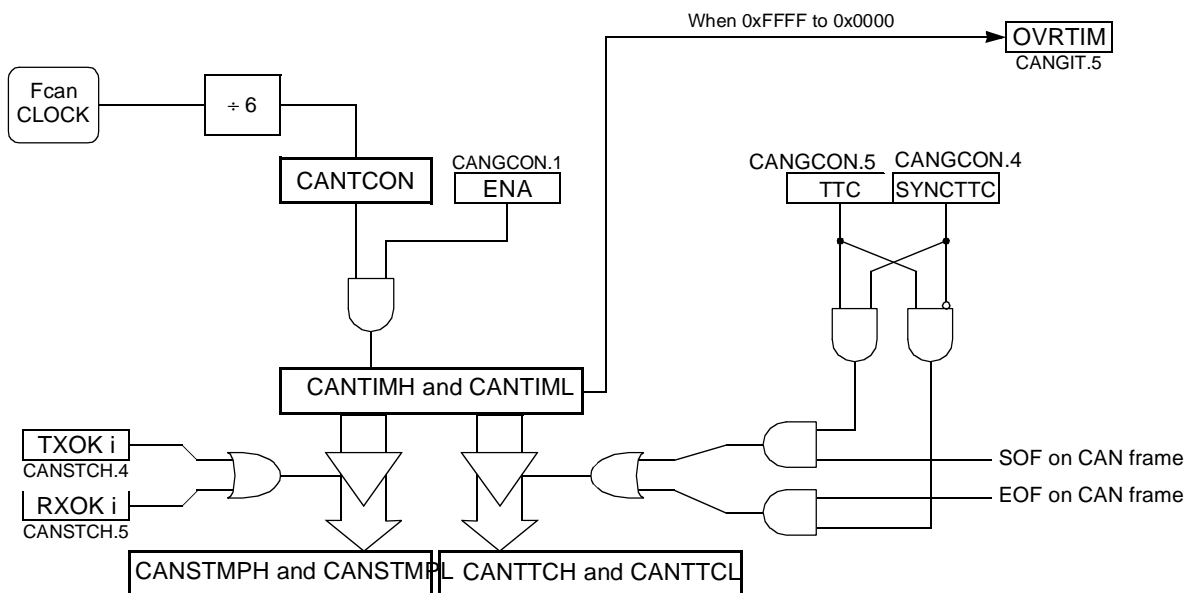 When 0xFFFF to 0x0000
OVRTIM
CANGIT.5
Fcan
CLOCK
÷ 6
CANTCON
CANGCON.1
ENA
CANGCON.5
CANGCON.4
TTC
SYNCTTC
CANTIMH and CANTIML
TXOK i
CANSTCH.4
RXOK i
CANSTCH.5
SOF on CAN frame
EOF on CAN frame
CANSTMPH and CANSTMPL
CANTTCH and CANTTCL